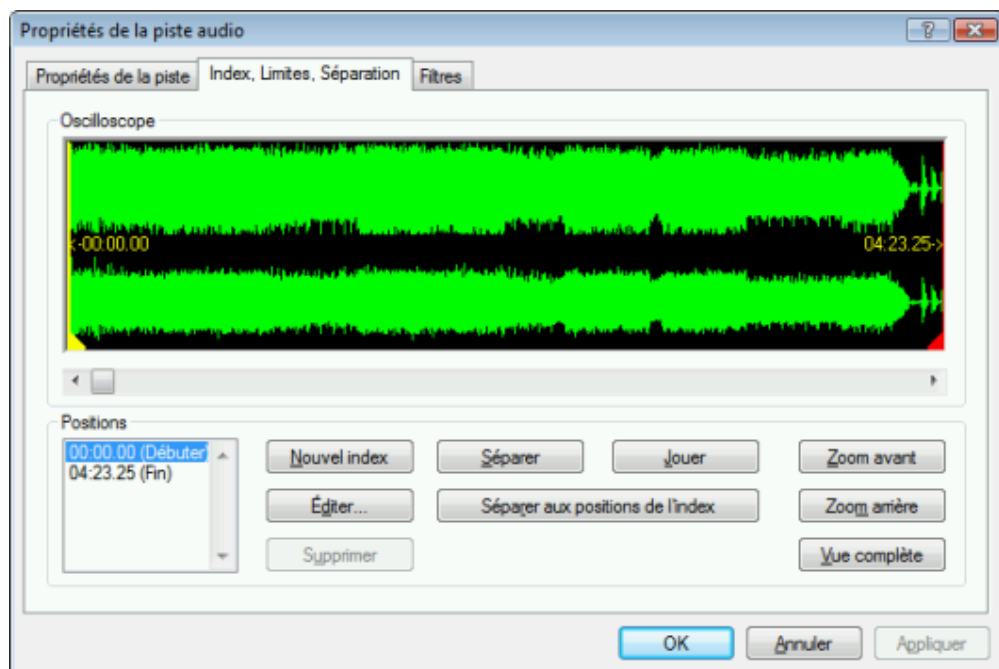 Propriétés de la piste audio
Propriétés de la piste Index, Limites, Séparation Filtres
Oscilloscope
<-00:00.00 04:23.25->
Positions
00:00.00 (Débuter)
04:23.25 (Fin)
Nouvel index Séparer Jouer Zoom avant
Éditer... Séparer aux positions de l'index Zoom arrière
Supprimer Vue complète
OK Annuler Appliquer